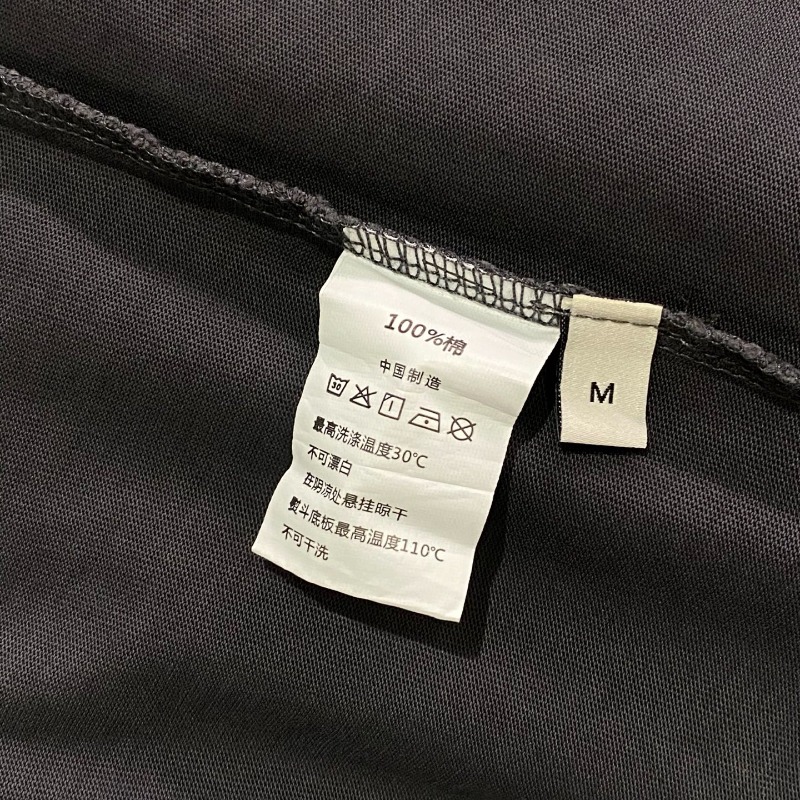 100%棉
中国制造
30
最高洗涤温度30℃
不可漂白
在阴凉处悬挂晾干
熨斗底板最高温度110℃
不可干洗
M